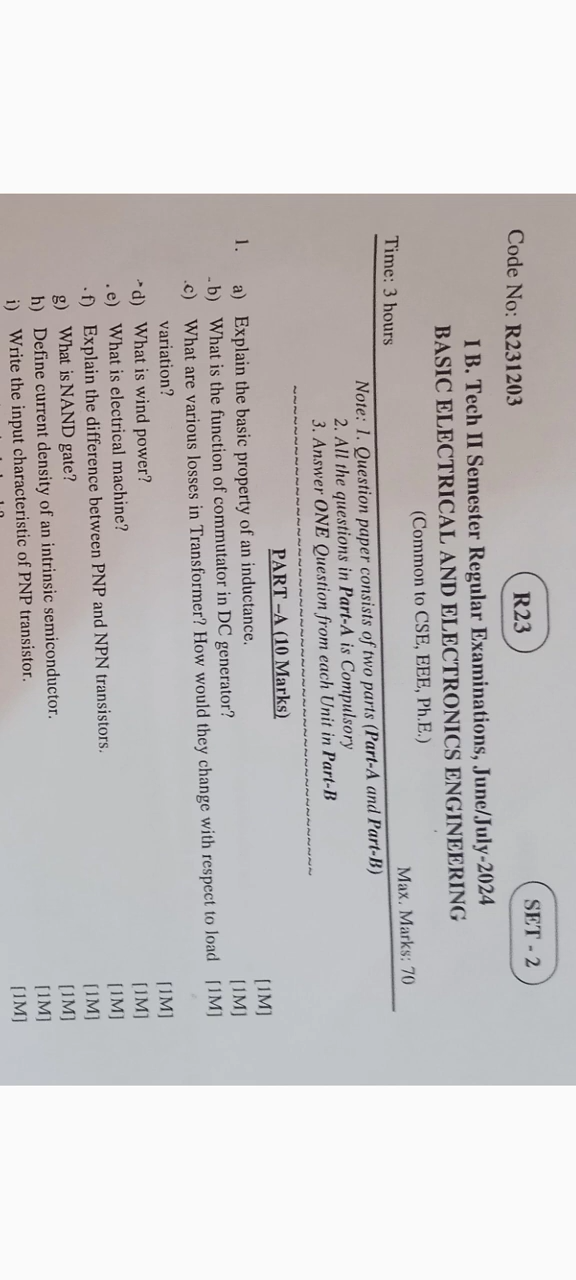 Code No: R231203 R23 SET - 2
I B. Tech II Semester Regular Examinations, June/July-2024
BASIC ELECTRICAL AND ELECTRONICS ENGINEERING
(Common to CSE, EEE, Ph.E.)
Time: 3 hours Max. Marks: 70
Note: 1. Question paper consists of two parts (Part-A and Part-B)
2. All the questions in Part-A is Compulsory
3. Answer ONE Question from each Unit in Part-B
~~~~~~~~~~~~~~~~~~~~~~~~~~~~~~~~~~~~~~~~~~~~~~~~
PART –A (10 Marks)
1. a) Explain the basic property of an inductance. [1M]
b) What is the function of commutator in DC generator? [1M]
c) What are various losses in Transformer? How would they change with respect to load [1M]
variation?
d) What is wind power? [1M]
e) What is electrical machine? [1M]
f) Explain the difference between PNP and NPN transistors. [1M]
g) What is NAND gate? [1M]
h) Define current density of an intrinsic semiconductor. [1M]
i) Write the input characteristic of PNP transistor. [1M]
[1M]